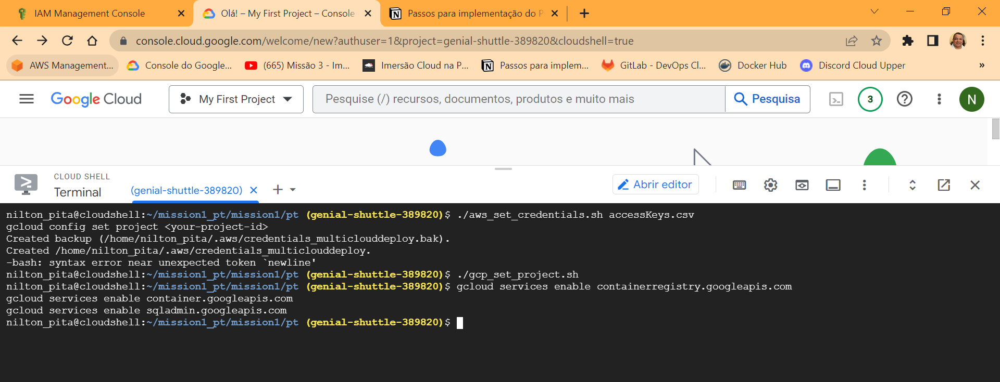 IAM Management Console
Olá! – My First Project – Console
Passos para implementação do P
console.cloud.google.com/welcome/new?authuser=1&project=genial-shuttle-389820&cloudshell=true
AWS Management...
Console do Google...
(665) Missão 3 - Im...
Imersão Cloud na P...
Passos para implem...
GitLab - DevOps Cl...
Docker Hub
Discord Cloud Upper
»
Google Cloud
My First Project
Pesquise (/) recursos, documentos, produtos e muito mais
Pesquisa
3
N
CLOUD SHELL
Terminal
(genial-shuttle-389820)
Abrir editor
nilton_pita@cloudshell:~/mission1_pt/mission1/pt (genial-shuttle-389820)$ ./aws_set_credentials.sh accessKeys.csv
gcloud config set project <your-project-id>
Created backup (/home/nilton_pita/.aws/credentials_multiclouddeploy.bak).
Created /home/nilton_pita/.aws/credentials_multiclouddeploy.
-bash: syntax error near unexpected token `newline'
nilton_pita@cloudshell:~/mission1_pt/mission1/pt (genial-shuttle-389820)$ ./gcp_set_project.sh
nilton_pita@cloudshell:~/mission1_pt/mission1/pt (genial-shuttle-389820)$ gcloud services enable containerregistry.googleapis.com
gcloud services enable container.googleapis.com
gcloud services enable sqladmin.googleapis.com
nilton_pita@cloudshell:~/mission1_pt/mission1/pt (genial-shuttle-389820)$